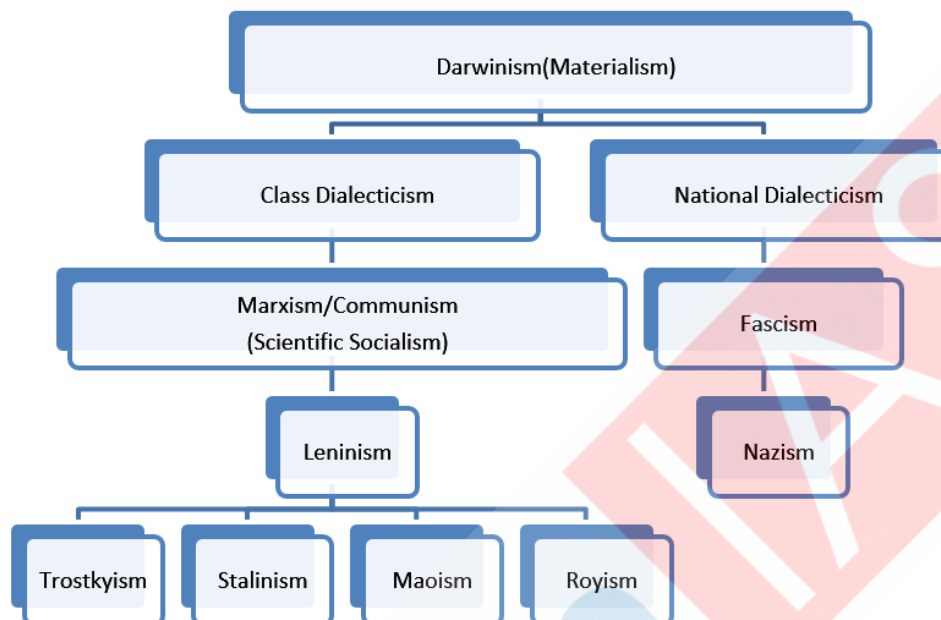 Darwinism(Materialism)
Class Dialecticism
National Dialecticism
Marxism/Communism
(Scientific Socialism)
Fascism
Leninism
Nazism
Trostkyism
Stalinism
Maoism
Royism